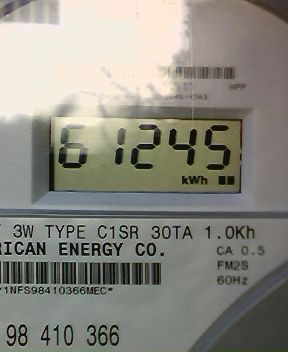 61245
kWh
3W TYPE C1SR 30TA 1.0Kh
RICAN ENERGY CO.
CA 0.5
FM2S
60Hz
Y1NFS98410366MEC*
98 410 366